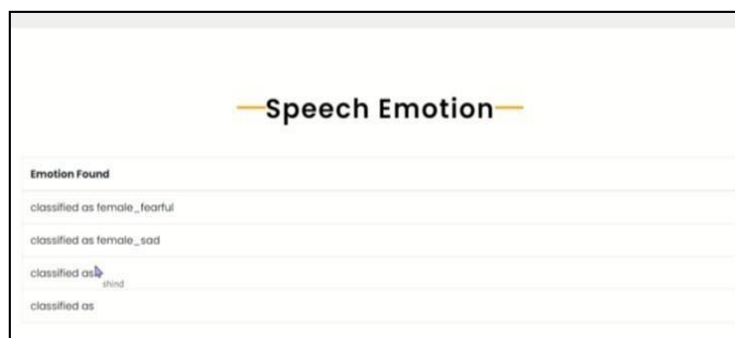 Speech Emotion
Emotion Found
classified as female_fearful
classified as female_sad
classified as
shind
classified as